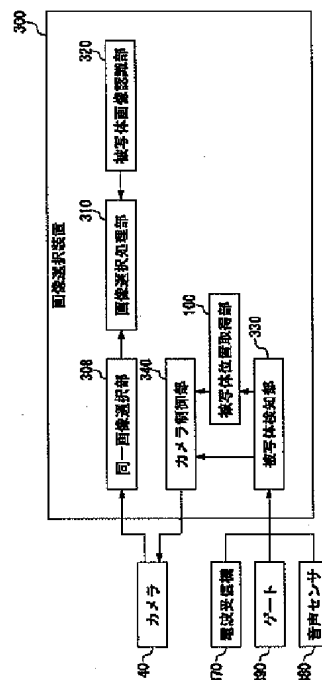 300
画像選択装置
320
被写体画像認識部
310
画像選択処理部
308
同一画像選択部
100
被写体位置取得部
340
カメラ制御部
330
被写体検知部
カメラ
40
電波受信機
370
ゲート
390
音声センサ
380